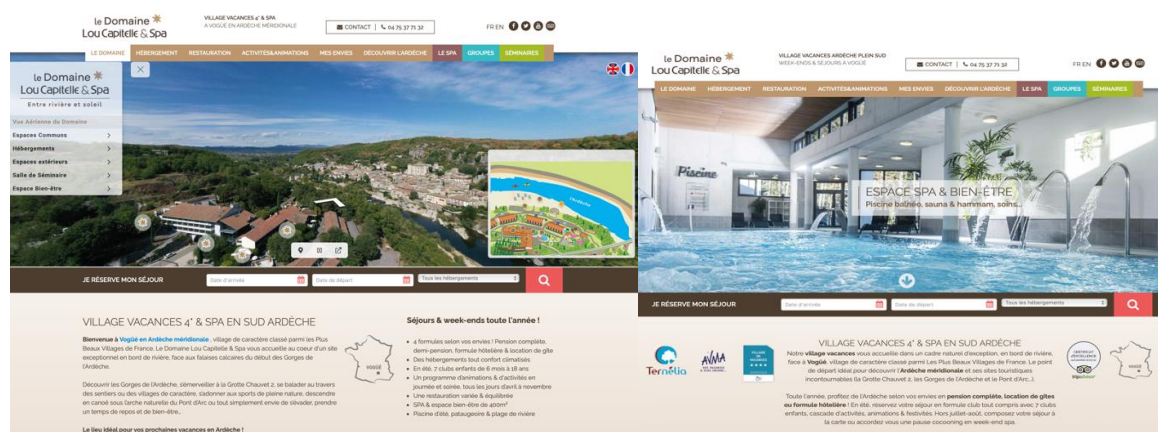 le Domaine
Lou Capitelle & Spa
VILLAGE VACANCES 4* & SPA
A VOGÜÉ EN ARDÈCHE MÉRIDIONALE
CONTACT | 04 75 37 71 32
FR EN
LE DOMAINE HÉBERGEMENT RESTAURATION ACTIVITÉS&ANIMATIONS MES ENVIES DÉCOUVRIR L'ARDÈCHE LE SPA GROUPES SÉMINAIRES
le Domaine
Lou Capitelle & Spa
Entre rivière et soleil
Vue Aérienne du Domaine
Espaces Communs
Hébergements
Espaces extérieurs
Salle de Séminaire
Espace Bien-être
L'Ardèche
JE RÉSERVE MON SÉJOUR
Date d'arrivée
Date de départ
Tous les hébergements
VILLAGE VACANCES 4* & SPA EN SUD ARDÈCHE
Bienvenue à Vogüé en Ardèche méridionale, village de caractère classé parmi les Plus
Beaux Villages de France. Le Domaine Lou Capitelle & Spa vous accueille au coeur d'un site
exceptionnel en bord de rivière, face aux falaises calcaires du début des Gorges de
l'Ardèche.
Découvrir les Gorges de l'Ardèche, s'émerveiller à la Grotte Chauvet 2, se balader au travers
des sentiers ou des villages de caractère, s'adonner aux sports de pleine nature, descendre
en canoë sous l'arche naturelle du Pont d'Arc ou tout simplement envie de s'évader, prendre
un temps de repos et de bien-être...
Le lieu idéal pour vos prochaines vacances en Ardèche !
VOGÜÉ
Séjours & week-ends toute l'année !
4 formules selon vos envies ! Pension complète,
demi-pension, formule hôtelière & location de gîte
Des hébergements tout confort climatisés
En été, 7 clubs enfants de 6 mois à 18 ans
Un programme d'animations & d'activités en
journée et soirée, tous les jours d'avril à novembre
Une restauration variée & équilibrée
SPA & espace bien-être de 400m²
Piscine d'été, pataugeoire & plage de rivière
le Domaine
Lou Capitelle & Spa
VILLAGE VACANCES ARDÈCHE PLEIN SUD
WEEK-ENDS & SÉJOURS A VOGÜÉ
CONTACT | 04 75 37 71 32
FR EN
LE DOMAINE HÉBERGEMENT RESTAURATION ACTIVITÉS&ANIMATIONS MES ENVIES DÉCOUVRIR L'ARDÈCHE LE SPA GROUPES SÉMINAIRES
Piscine
ESPACE SPA & BIEN-ÊTRE
Piscine balnéo, sauna & hammam, soins...
JE RÉSERVE MON SÉJOUR
Date d'arrivée
Date de départ
Tous les hébergements
Ternélia
VILLAGE VACANCES 4* & SPA EN SUD ARDÈCHE
Notre village vacances vous accueille dans un cadre naturel d'exception, en bord de rivière,
face à Vogüé, village de caractère classé parmi Les Plus Beaux Villages de France. Le point
de départ idéal pour découvrir l'Ardèche méridionale et ses sites touristiques
incontournables (la Grotte Chauvet 2, les Gorges de l'Ardèche et le Pont d'Arc...).
Toute l'année, profitez de l'Ardèche selon vos envies en pension complète, location de gîtes
ou formule hôtelière ! En été, réservez votre séjour en formule club tout compris avec 7 clubs
enfants, cascade d'activités, animations & festivités. Hors juillet-août, composez votre séjour à
la carte ou accordez vous une pause cocooning en week-end spa.
VOGÜÉ